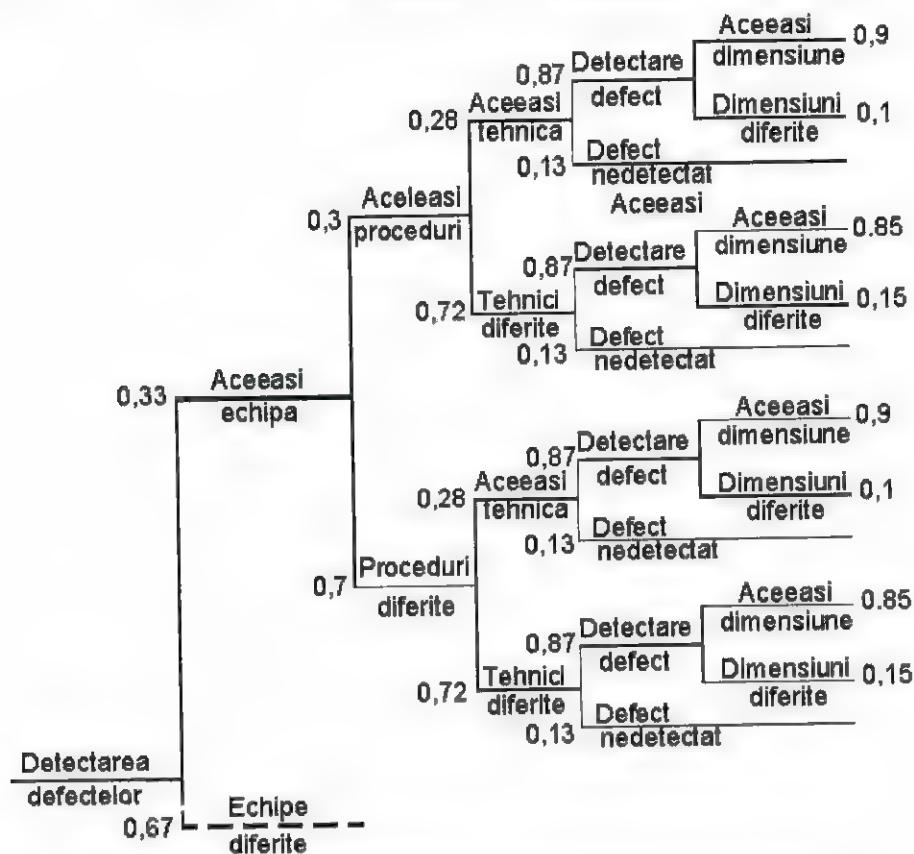 Aceeasi 0,9
dimensiune
0,87 Detectare
defect
Dimensiuni 0,1
diferite
0,28 Aceeasi
tehnica
0,13 Defect
nedetectat
Aceeasi
0,3 Aceleasi
proceduri
Aceeasi 0.85
dimensiune
0,87 Detectare
defect
Dimensiuni 0,15
diferite
0,72 Tehnici
diferite
0,13 Defect
nedetectat
0,33 Aceeasi
echipa
Aceeasi 0,9
dimensiune
0,87 Detectare
defect
Dimensiuni 0,1
diferite
0,28 Aceeasi
tehnica
0,13 Defect
nedetectat
0,7 Proceduri
diferite
Aceeasi 0.85
dimensiune
0,87 Detectare
defect
Dimensiuni 0,15
diferite
0,72 Tehnici
diferite
0,13 Defect
nedetectat
Detectarea
defectelor
0,67 Echipe
diferite